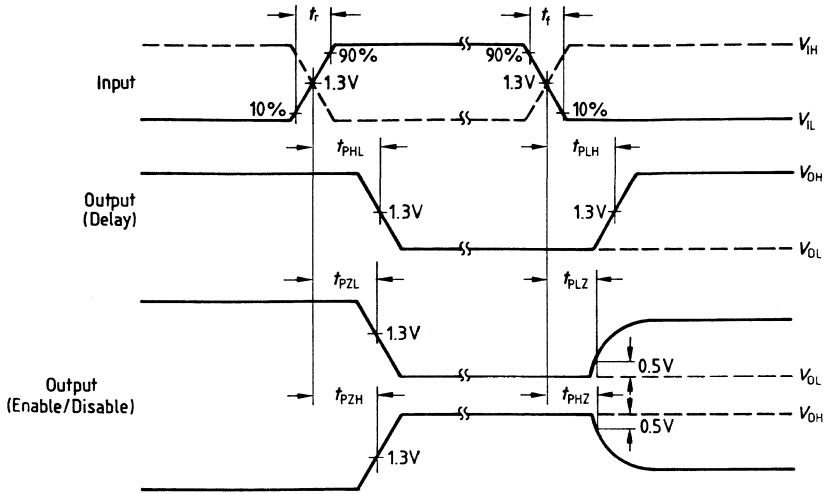 tr
tf
VIH
90%
90%
Input
1.3V
1.3V
10%
10%
VIL
tPHL
tPLH
VOH
Output
(Delay)
1.3V
1.3V
VOL
tPZL
tPLZ
1.3V
0.5V
VOL
Output
(Enable/Disable)
tPZH
tPHZ
VOH
0.5V
1.3V